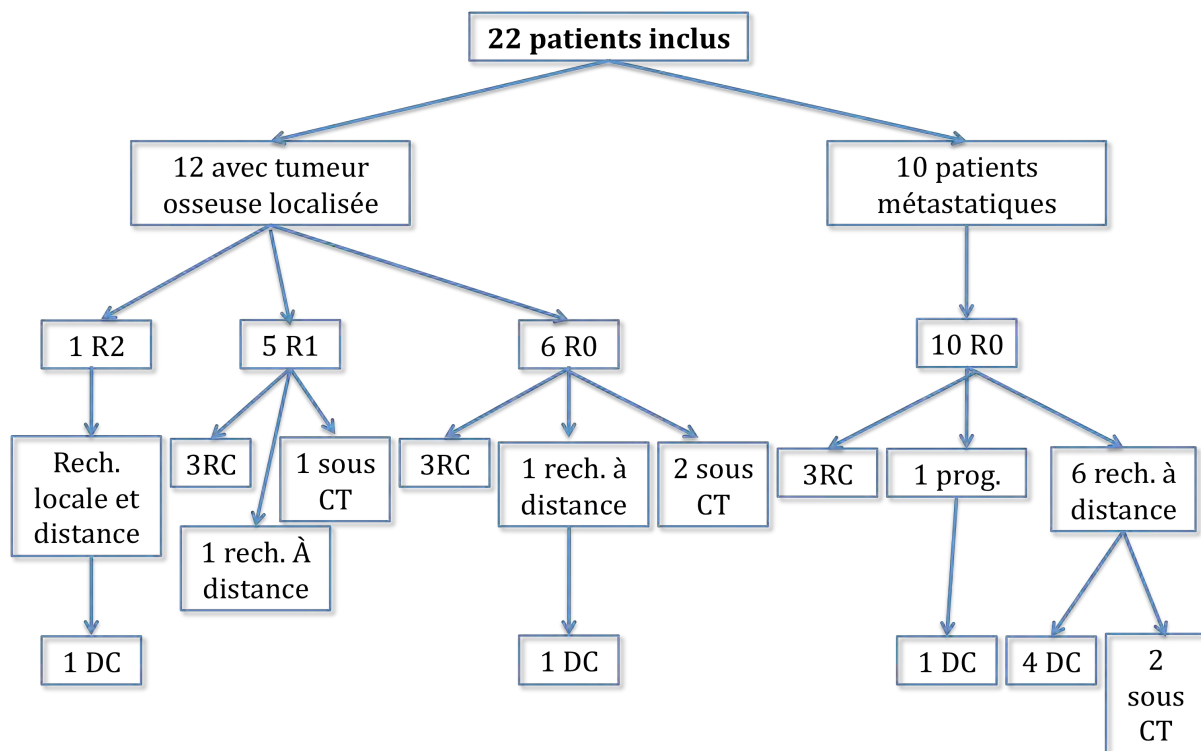 22 patients inclus
12 avec tumeur
osseuse localisée
10 patients
métastatiques
1 R2
5 R1
6 R0
10 R0
Rech.
locale et
distance
3RC
1 rech. À
distance
1 sous
CT
3RC
1 rech. à
distance
2 sous
CT
3RC
1 prog.
6 rech. à
distance
1 DC
1 DC
1 DC
4 DC
2
sous
CT